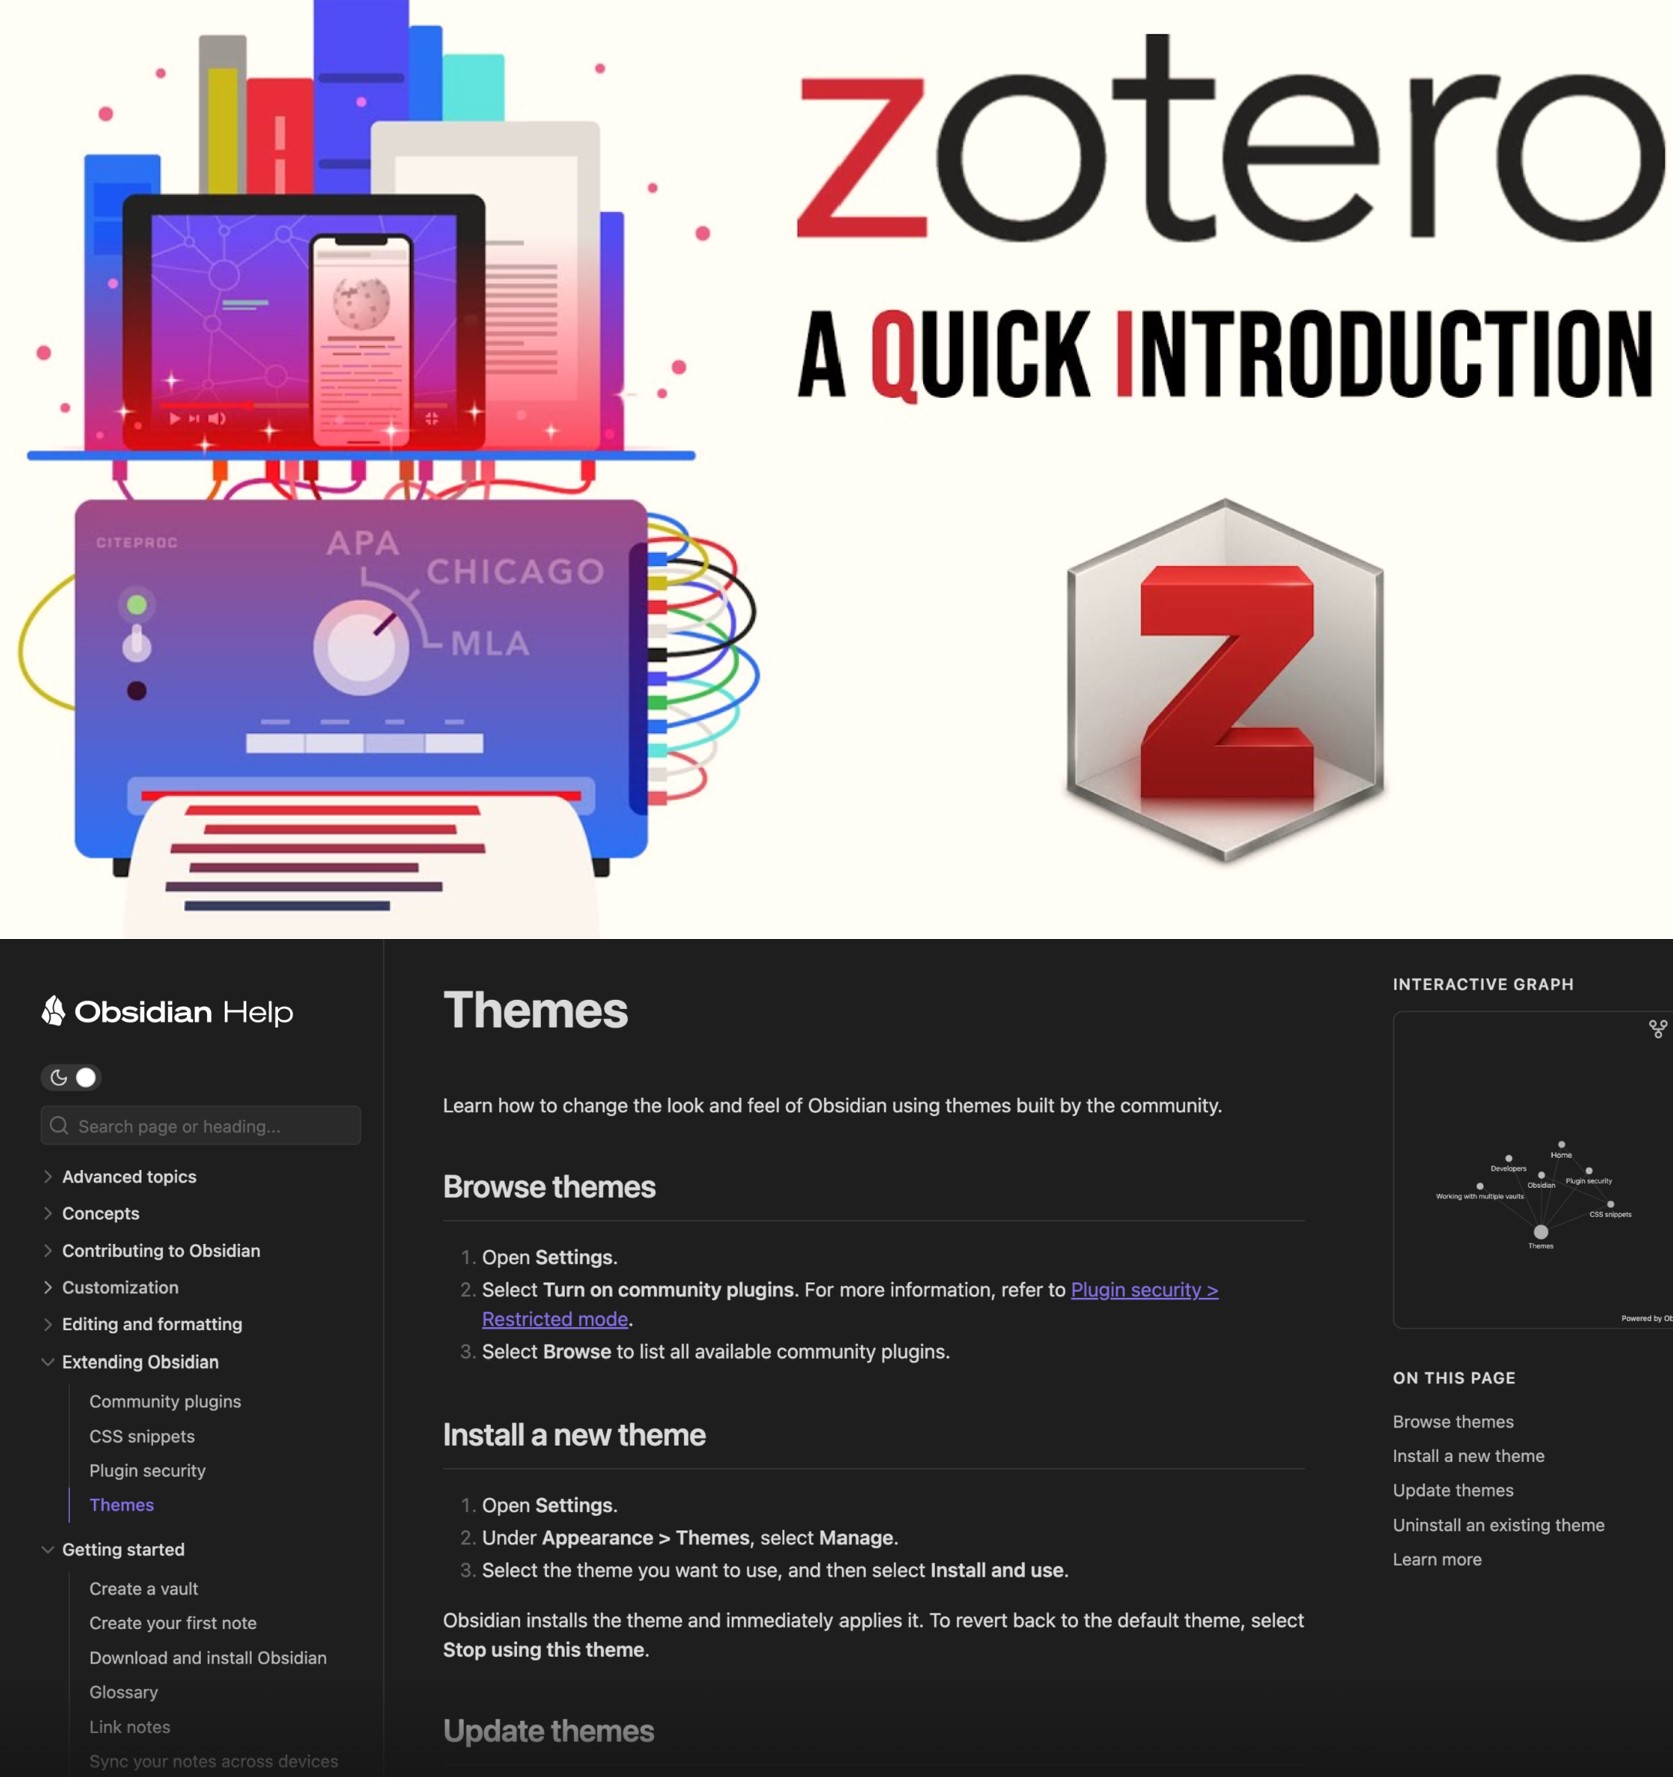 zotero
A QUICK INTRODUCTION
CITEPROC
APA
CHICAGO
MLA
Z
Obsidian Help
Search page or heading...
Advanced topics
Concepts
Contributing to Obsidian
Customization
Editing and formatting
Extending Obsidian
Community plugins
CSS snippets
Plugin security
Themes
Getting started
Create a vault
Create your first note
Download and install Obsidian
Glossary
Link notes
Sync your notes across devices
Themes
Learn how to change the look and feel of Obsidian using themes built by the community.
Browse themes
1. Open Settings.
2. Select Turn on community plugins. For more information, refer to Plugin security >
Restricted mode.
3. Select Browse to list all available community plugins.
Install a new theme
1. Open Settings.
2. Under Appearance > Themes, select Manage.
3. Select the theme you want to use, and then select Install and use.
Obsidian installs the theme and immediately applies it. To revert back to the default theme, select
Stop using this theme.
Update themes
INTERACTIVE GRAPH
Home
Developers
Plugin security
Obsidian
Working with multiple vaults
CSS snippets
Themes
Powered by Ob
ON THIS PAGE
Browse themes
Install a new theme
Update themes
Uninstall an existing theme
Learn more